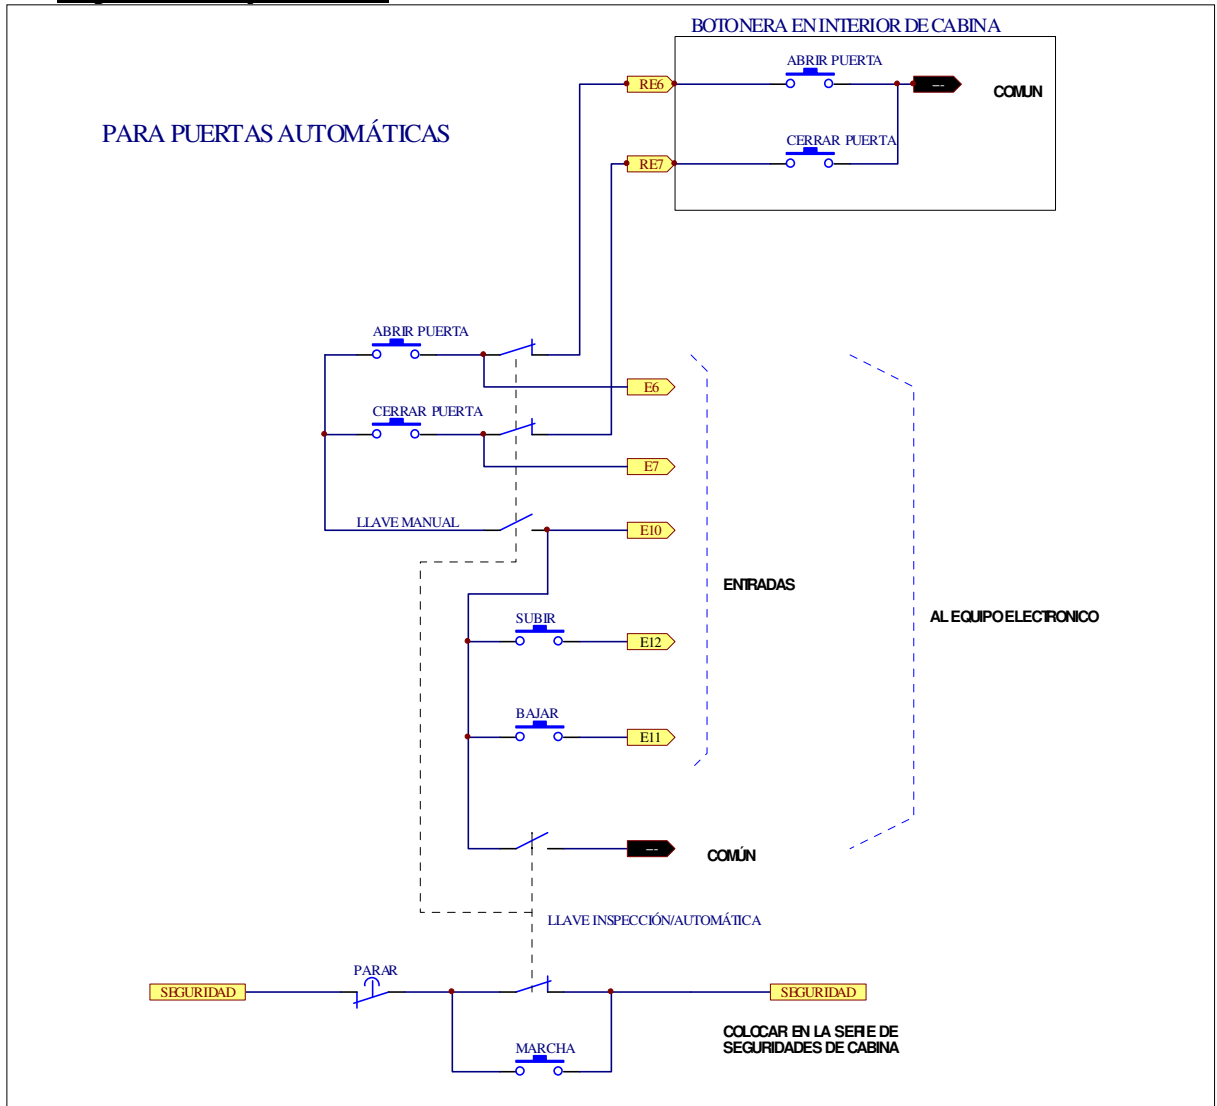 BOTONERA EN INTERIOR DE CABINA
ABRIR PUERTA
RE6
COMUN
PARA PUERTAS AUTOMÁTICAS
CERRAR PUERTA
RE7
ABRIR PUERTA
E6
CERRAR PUERTA
E7
LLAVE MANUAL
E10
ENTRADAS
AL EQUIPO ELECTRONICO
SUBIR
E12
BAJAR
E11
COMÚN
LLAVE INSPECCIÓN/AUTOMÁTICA
PARAR
SEGURIDAD
SEGURIDAD
COLOCAR EN LA SERIE DE
SEGURIDADES DE CABINA
MARCHA